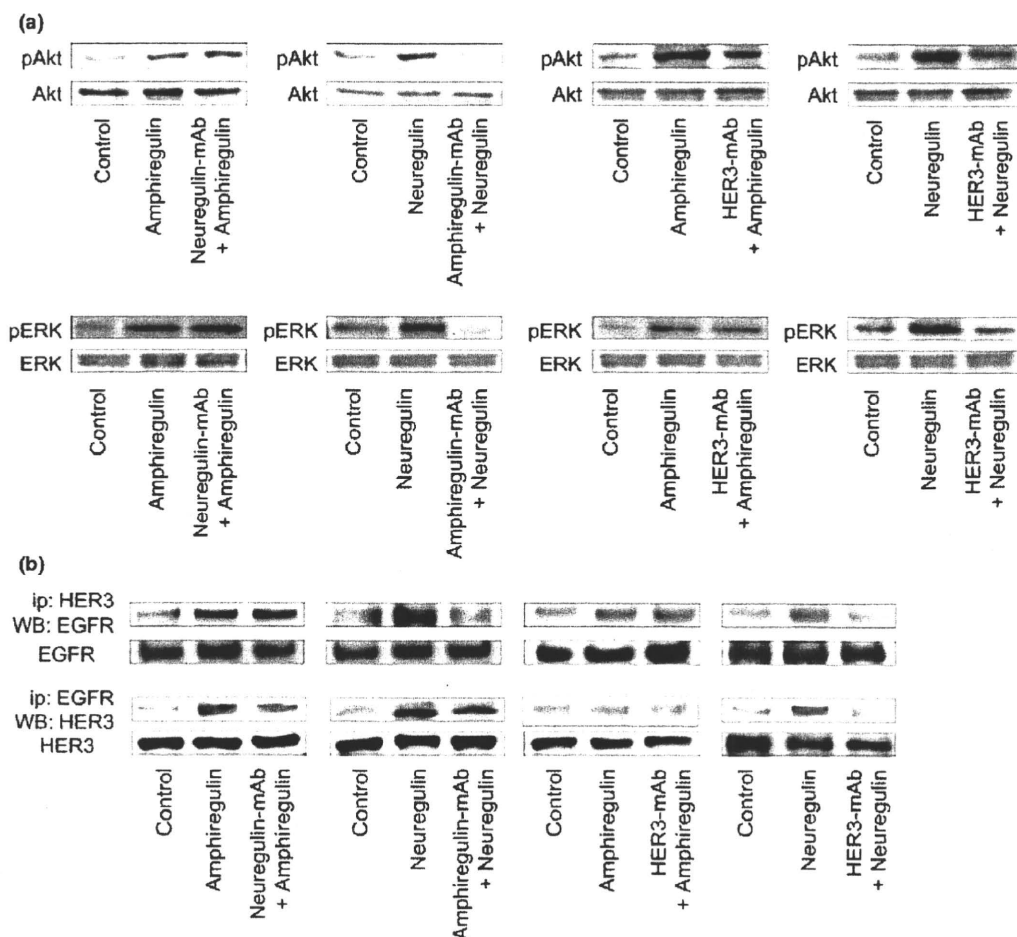 (a)
pAkt
Akt
Control
Amphiregulin
Neuregulin-mAb
+ Amphiregulin
pAkt
Akt
Control
Neuregulin
Amphiregulin-mAb
+ Neuregulin
pAkt
Akt
Control
Amphiregulin
HER3-mAb
+ Amphiregulin
pAkt
Akt
Control
Neuregulin
HER3-mAb
+ Neuregulin
pERK
ERK
Control
Amphiregulin
Neuregulin-mAb
+ Amphiregulin
pERK
ERK
Control
Neuregulin
Amphiregulin-mAb
+ Neuregulin
pERK
ERK
Control
Amphiregulin
HER3-mAb
+ Amphiregulin
pERK
ERK
Control
Neuregulin
HER3-mAb
+ Neuregulin
(b)
ip: HER3
WB: EGFR
EGFR
ip: EGFR
WB: HER3
HER3
Control
Amphiregulin
Neuregulin-mAb
+ Amphiregulin
Control
Neuregulin
Amphiregulin-mAb
+ Neuregulin
Control
Amphiregulin
HER3-mAb
+ Amphiregulin
Control
Neuregulin
HER3-mAb
+ Neuregulin